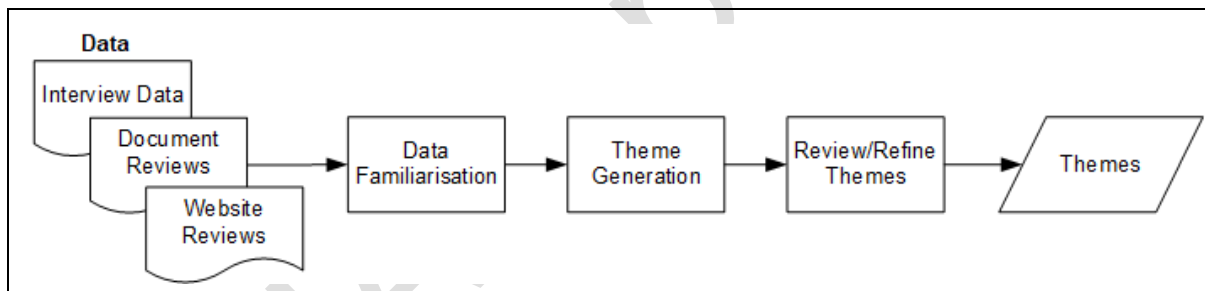 Data
Interview Data
Document
Reviews
Website
Reviews
Data
Familiarisation
Theme
Generation
Review/Refine
Themes
Themes